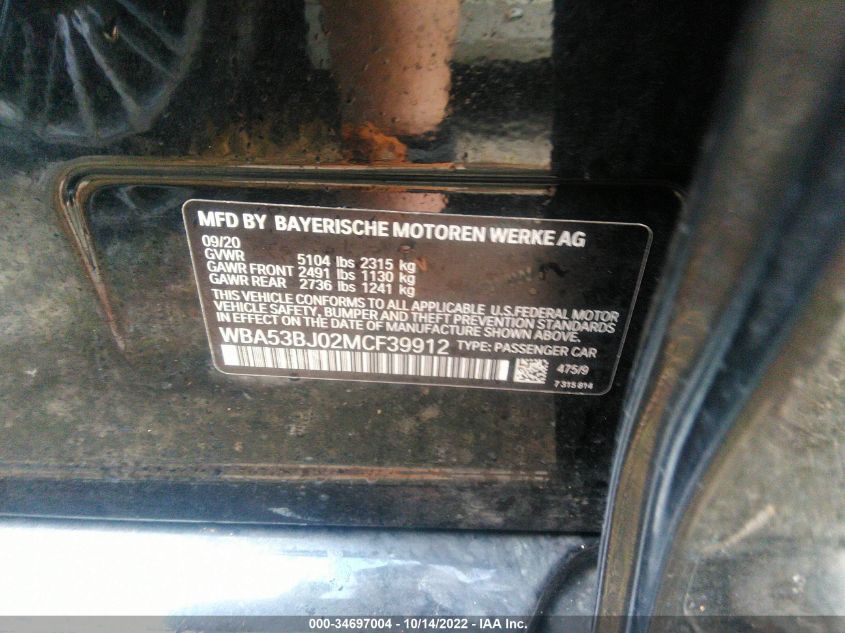 MFD BY BAYERISCHE MOTOREN WERKE AG
09/20
GVWR 5104 lbs 2315 kg
GAWR FRONT 2491 lbs 1130 kg
GAWR REAR 2736 lbs 1241 kg
THIS VEHICLE CONFORMS TO ALL APPLICABLE U.S.FEDERAL MOTOR
VEHICLE SAFETY, BUMPER AND THEFT PREVENTION STANDARDS
IN EFFECT ON THE DATE OF MANUFACTURE SHOWN ABOVE.
WBA53BJ02MCF39912 TYPE: PASSENGER CAR
475/9
7315814
000-34697004 - 10/14/2022 - IAA Inc.